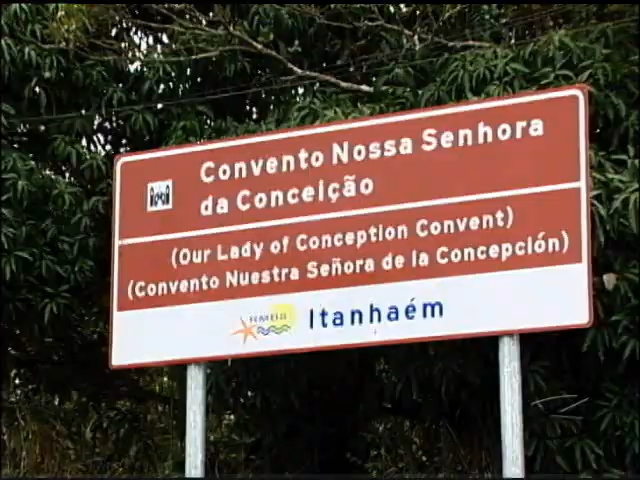 Convento Nossa Senhora
da Conceição
(Our Lady of Conception Convent)
(Convento Nuestra Señora de la Concepción)
Itanhaém